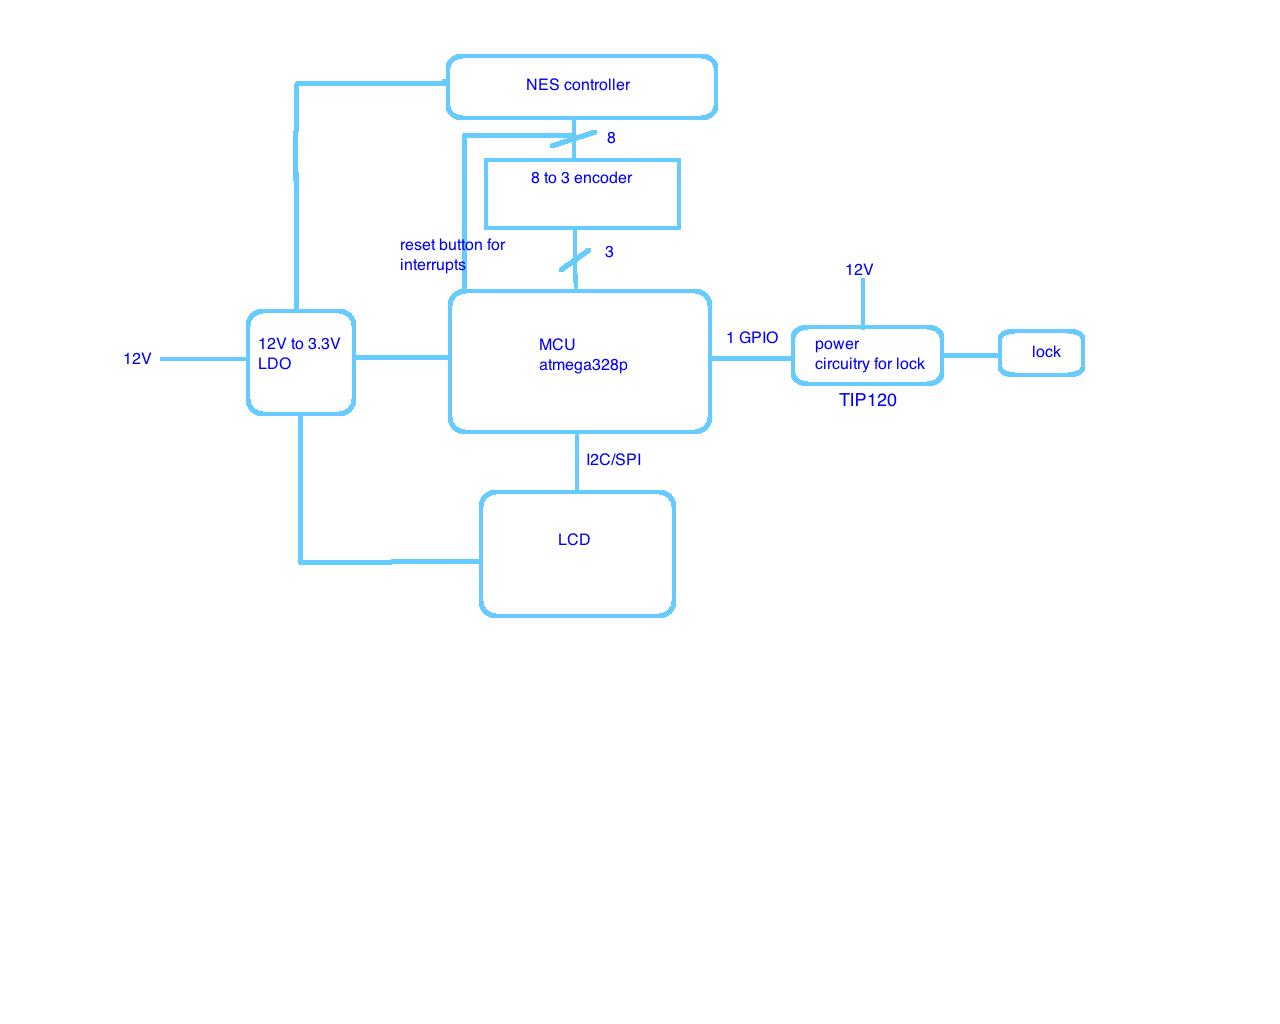 NES controller
8
8 to 3 encoder
reset button for
interrupts
3
12V
12V
12V to 3.3V
LDO
MCU
atmega328p
1 GPIO
power
circuitry for lock
lock
TIP120
I2C/SPI
LCD